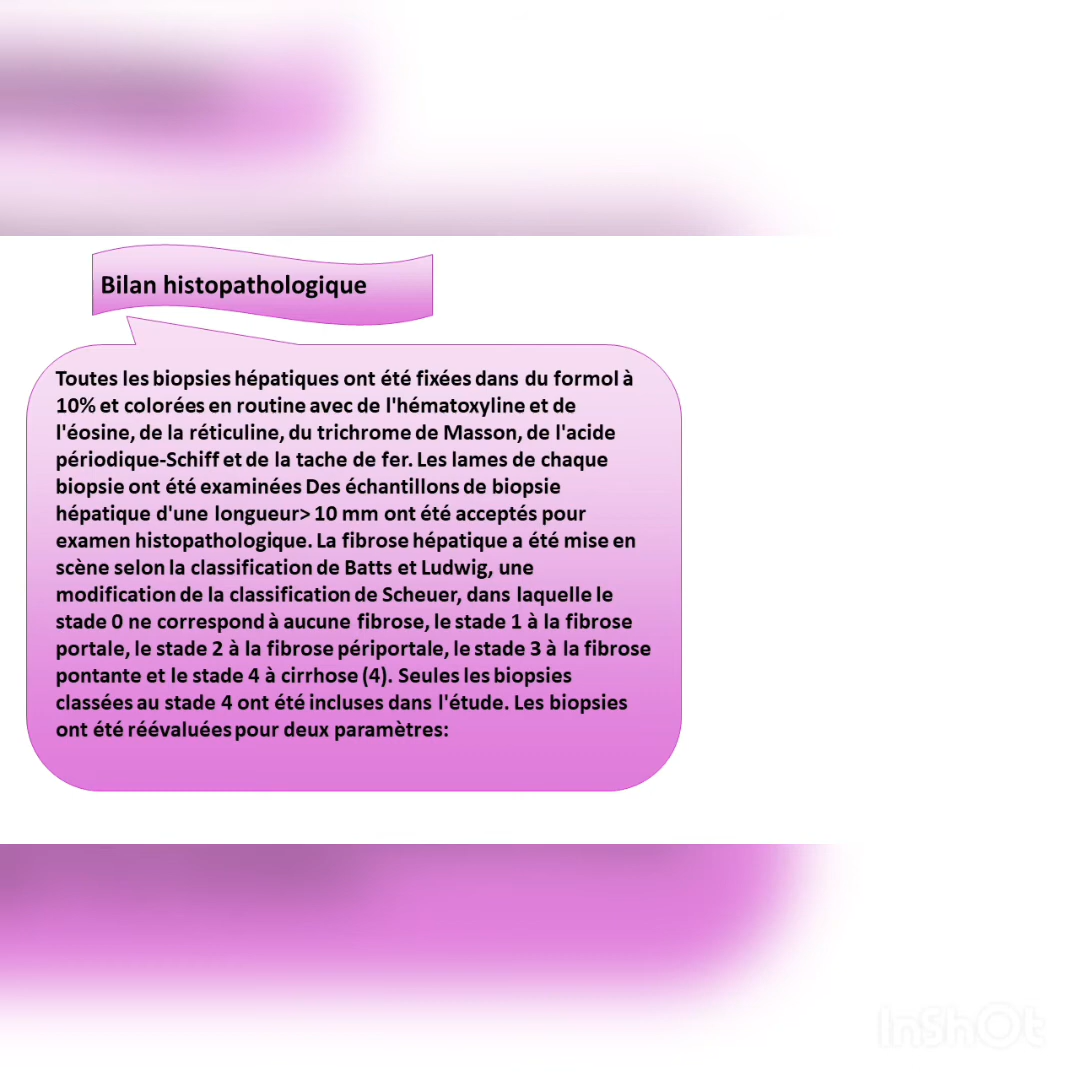 Bilan histopathologique
Toutes les biopsies hépatiques ont été fixées dans du formol à
10% et colorées en routine avec de l'hématoxyline et de
l'éosine, de la réticuline, du trichrome de Masson, de l'acide
périodique-Schiff et de la tache de fer. Les lames de chaque
biopsie ont été examinées Des échantillons de biopsie
hépatique d'une longueur> 10 mm ont été acceptés pour
examen histopathologique. La fibrose hépatique a été mise en
scène selon la classification de Batts et Ludwig, une
modification de la classification de Scheuer, dans laquelle le
stade 0 ne correspond à aucune fibrose, le stade 1 à la fibrose
portale, le stade 2 à la fibrose périportale, le stade 3 à la fibrose
pontante et le stade 4 à cirrhose (4). Seules les biopsies
classées au stade 4 ont été incluses dans l'étude. Les biopsies
ont été réévaluées pour deux paramètres:
InShOt